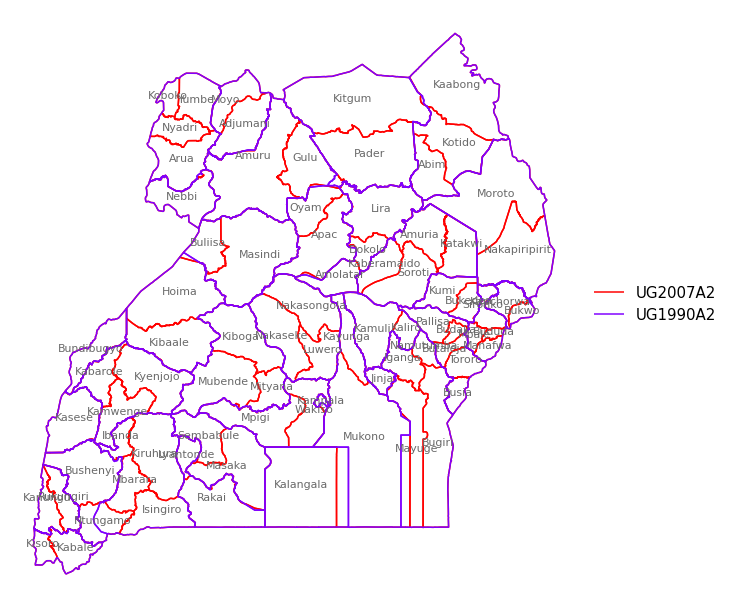 Kaabong
Koboko
Yumbe
Moyo
Kitgum
Adjumani
Nyadri
Kotido
Arua
Amuru
Gulu
Pader
Abim
Nebbi
Moroto
Oyam
Lira
Apac
Amuria
Buliisa
Masindi
Dokolo
Katakwi
Nakapiripirit
Kaberamaido
Soroti
Amolatar
Hoima
Kumi
Bukedea
Nakasongola
Sironko
Kapchorwa
Bukwo
Pallisa
Kamuli
Kaliro
Budaka
Kibaale
Kiboga
Nakaseke
Kayunga
Manafwa
Namutumba
Butaleja
Bundibugyo
Luwero
Iganga
Tororo
Kabarole
Kyenjojo
Mubende
Mityana
Jinja
Busia
Kampala
Wakiso
Kasese
Kamwenge
Mpigi
Ibanda
Sembabule
Mukono
Bugiri
Mayuge
Kiruhura
Lyantonde
Masaka
Bushenyi
Mbarara
Kalangala
Kanungu
Rukungiri
Rakai
Isingiro
Ntungamo
Kisoro
Kabale
UG2007A2
UG1990A2